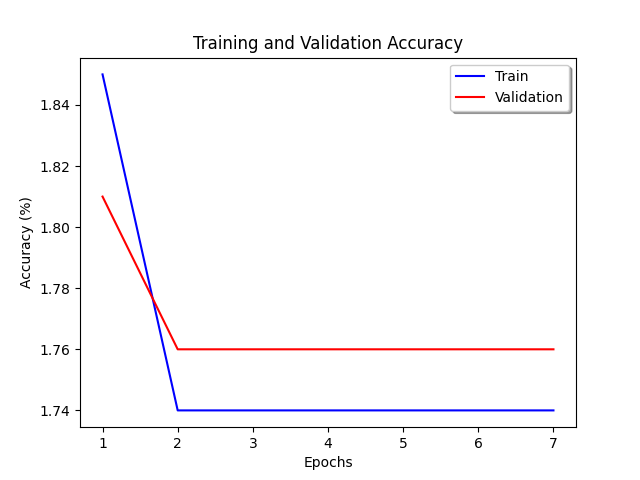 Training and Validation Accuracy
Train
Validation
Accuracy (%)
1.84
1.82
1.80
1.78
1.76
1.74
1 2 3 4 5 6 7
Epochs